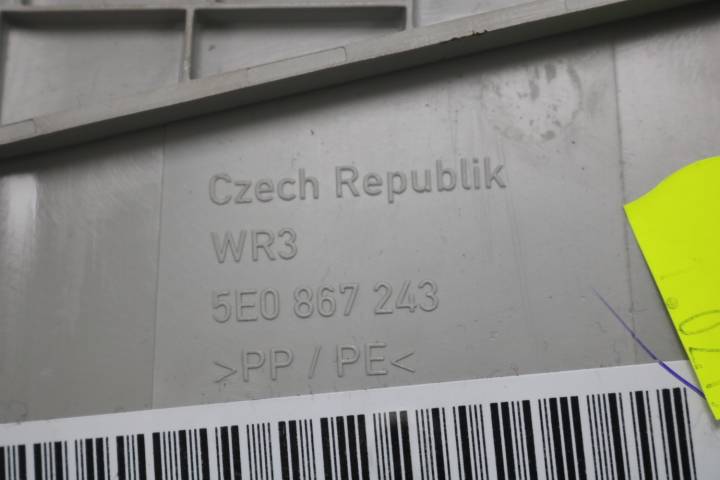 Czech Republik
WR3
5E0 867 243
>PP / PE<